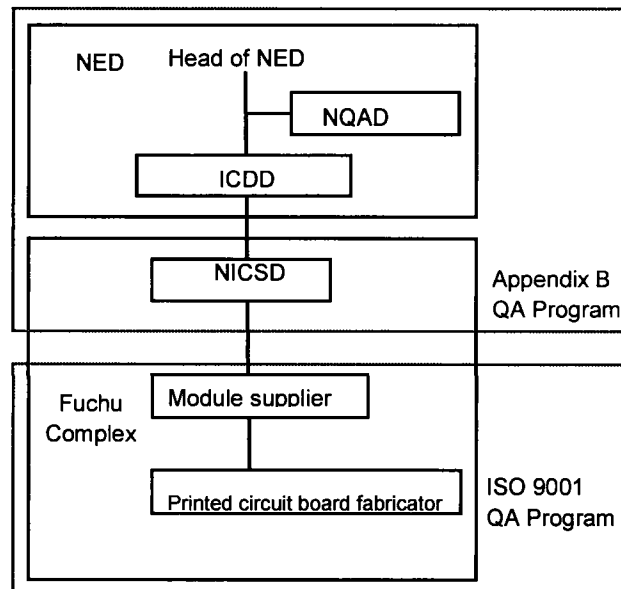 NED
Head of NED
NQAD
ICDD
NICSD
Appendix B
QA Program
Module supplier
Fuchu
Complex
Printed circuit board fabricator
ISO 9001
QA Program